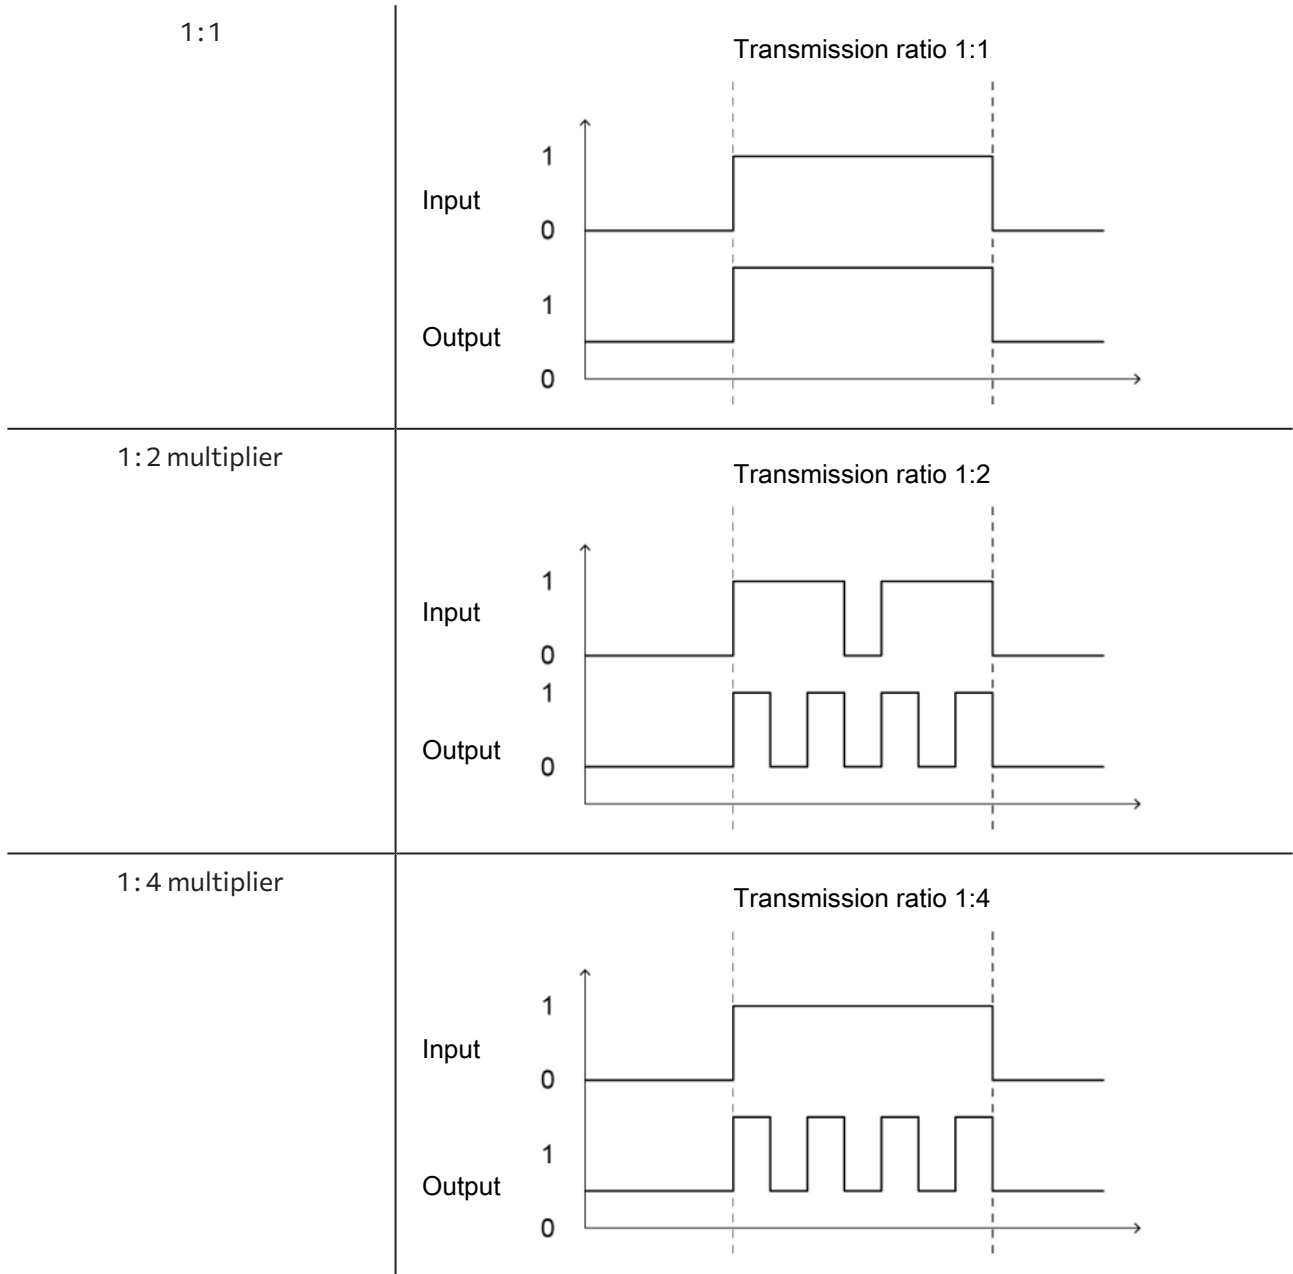 1:1
Transmission ratio 1:1
1
Input
0
1
Output
0
1:2 multiplier
Transmission ratio 1:2
1
Input
0
1
Output
0
1:4 multiplier
Transmission ratio 1:4
1
Input
0
1
Output
0